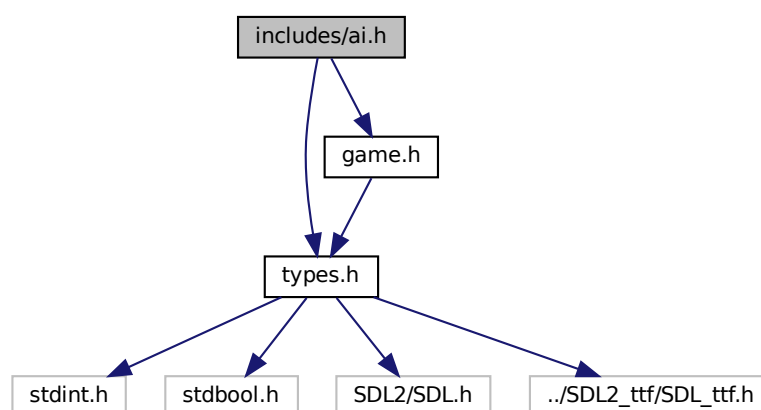 includes/ai.h
game.h
types.h
stdint.h
stdbool.h
SDL2/SDL.h
../SDL2_ttf/SDL_ttf.h